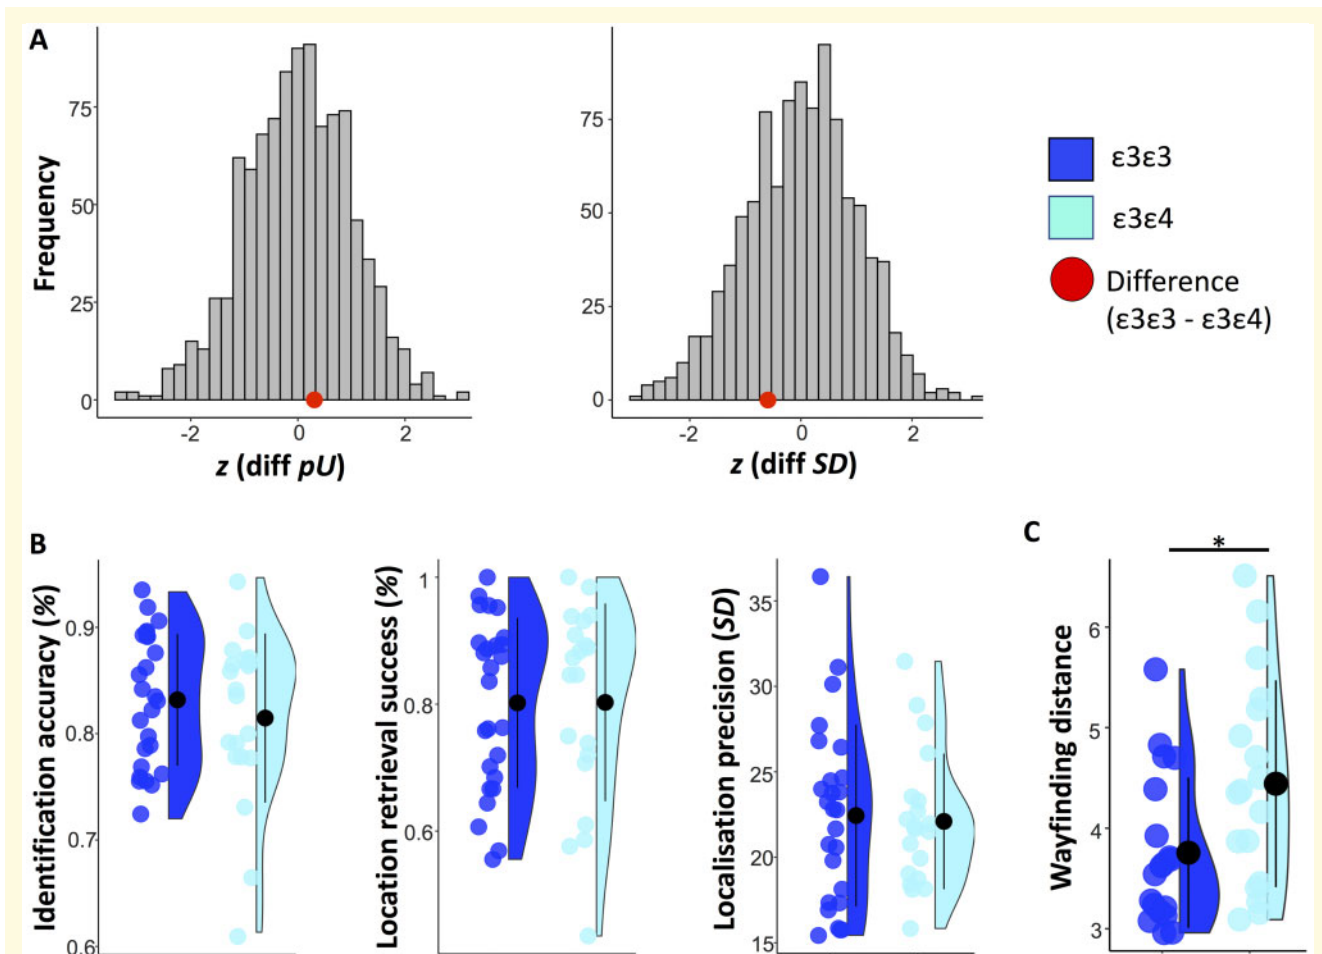 A
Frequency
75
50
25
0
-2
0
2
z (diff pU)
75
50
25
0
-2
0
2
z (diff SD)
ε3ε3
ε3ε4
Difference
(ε3ε3 - ε3ε4)
B
Identification accuracy (%)
0.9
0.8
0.7
0.6
Location retrieval success (%)
1
0.8
0.6
Localisation precision (SD)
35
30
25
20
15
C
*
Wayfinding distance
6
5
4
3